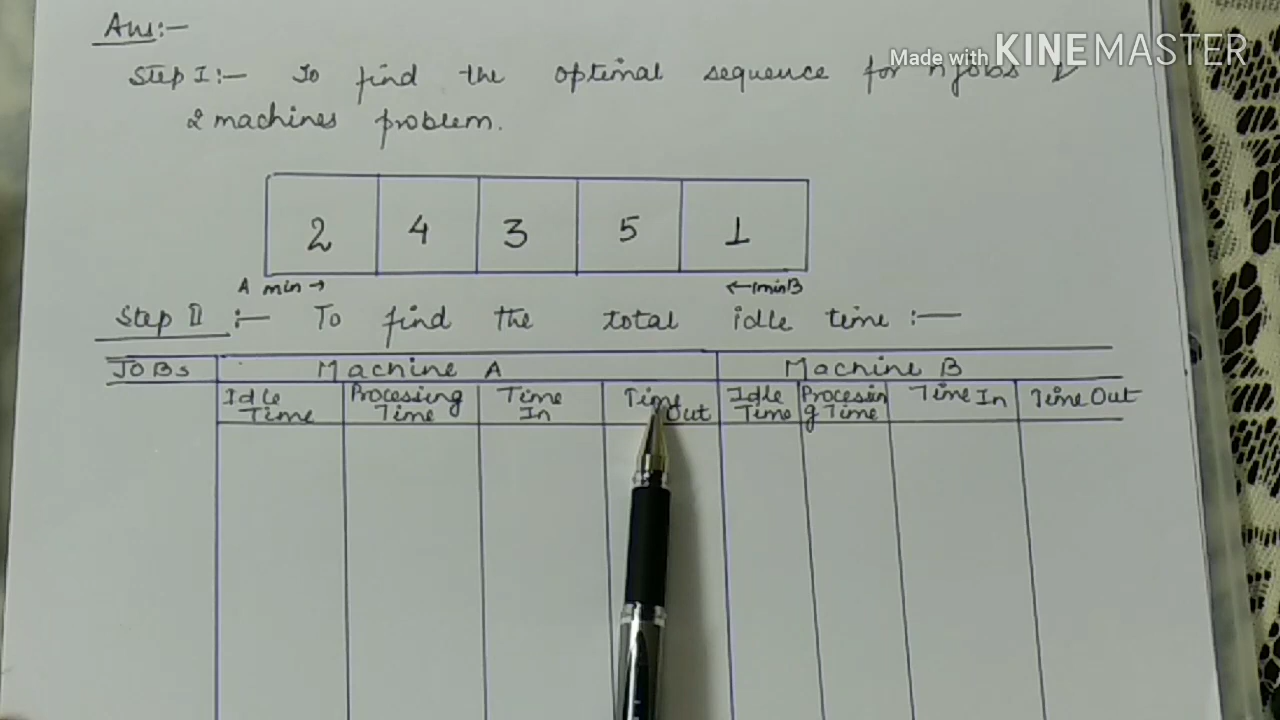 Made with KINEMASTER
Ans:-
Step I:- To find the optimal sequence for n jobs &
2 machines problem.
2 4 3 5 1
A min → ← min B
Step II :- To find the total idle time :-
JOBs Machine A Machine B
Idle Time Processing Time Time In Time Out Idle Time Processing Time Time In Time Out